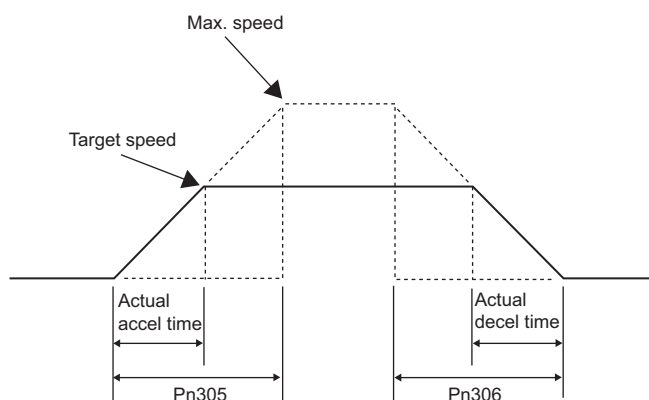 Max. speed
Target speed
Actual
accel time
Actual
decel time
Pn305
Pn306